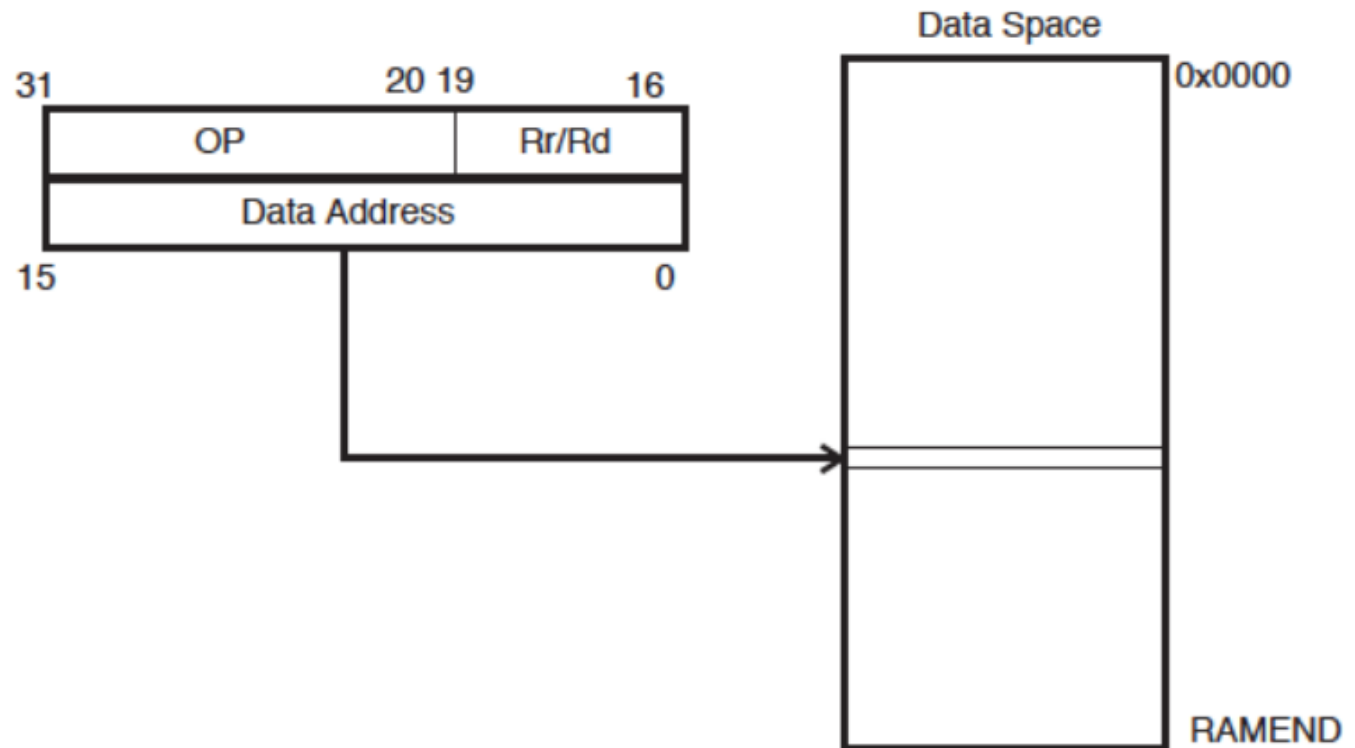 Data Space
31 20 19 16 0x0000
OP Rr/Rd
Data Address
15 0
RAMEND